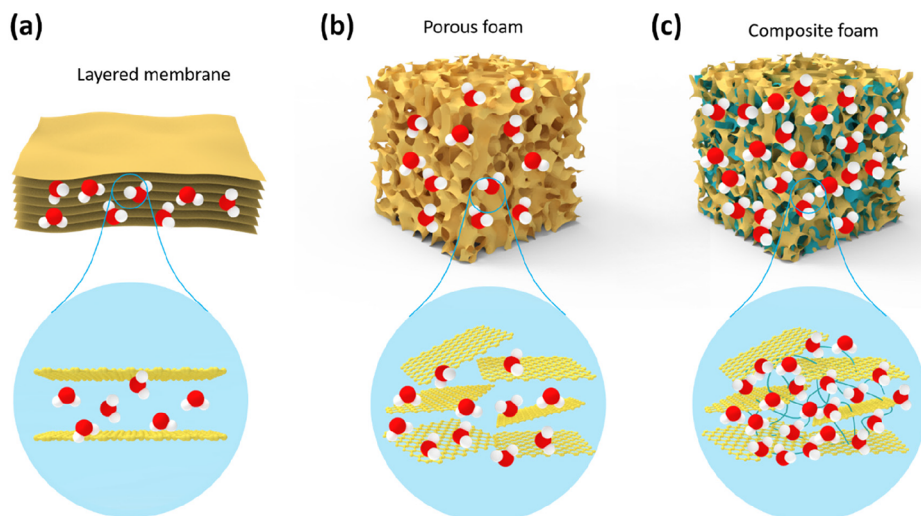 (a)
Layered membrane
(b)
Porous foam
(c)
Composite foam